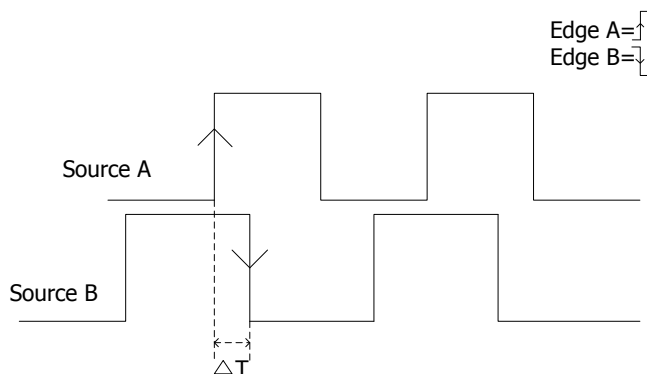 Edge A=
Edge B=
Source A
Source B
△T